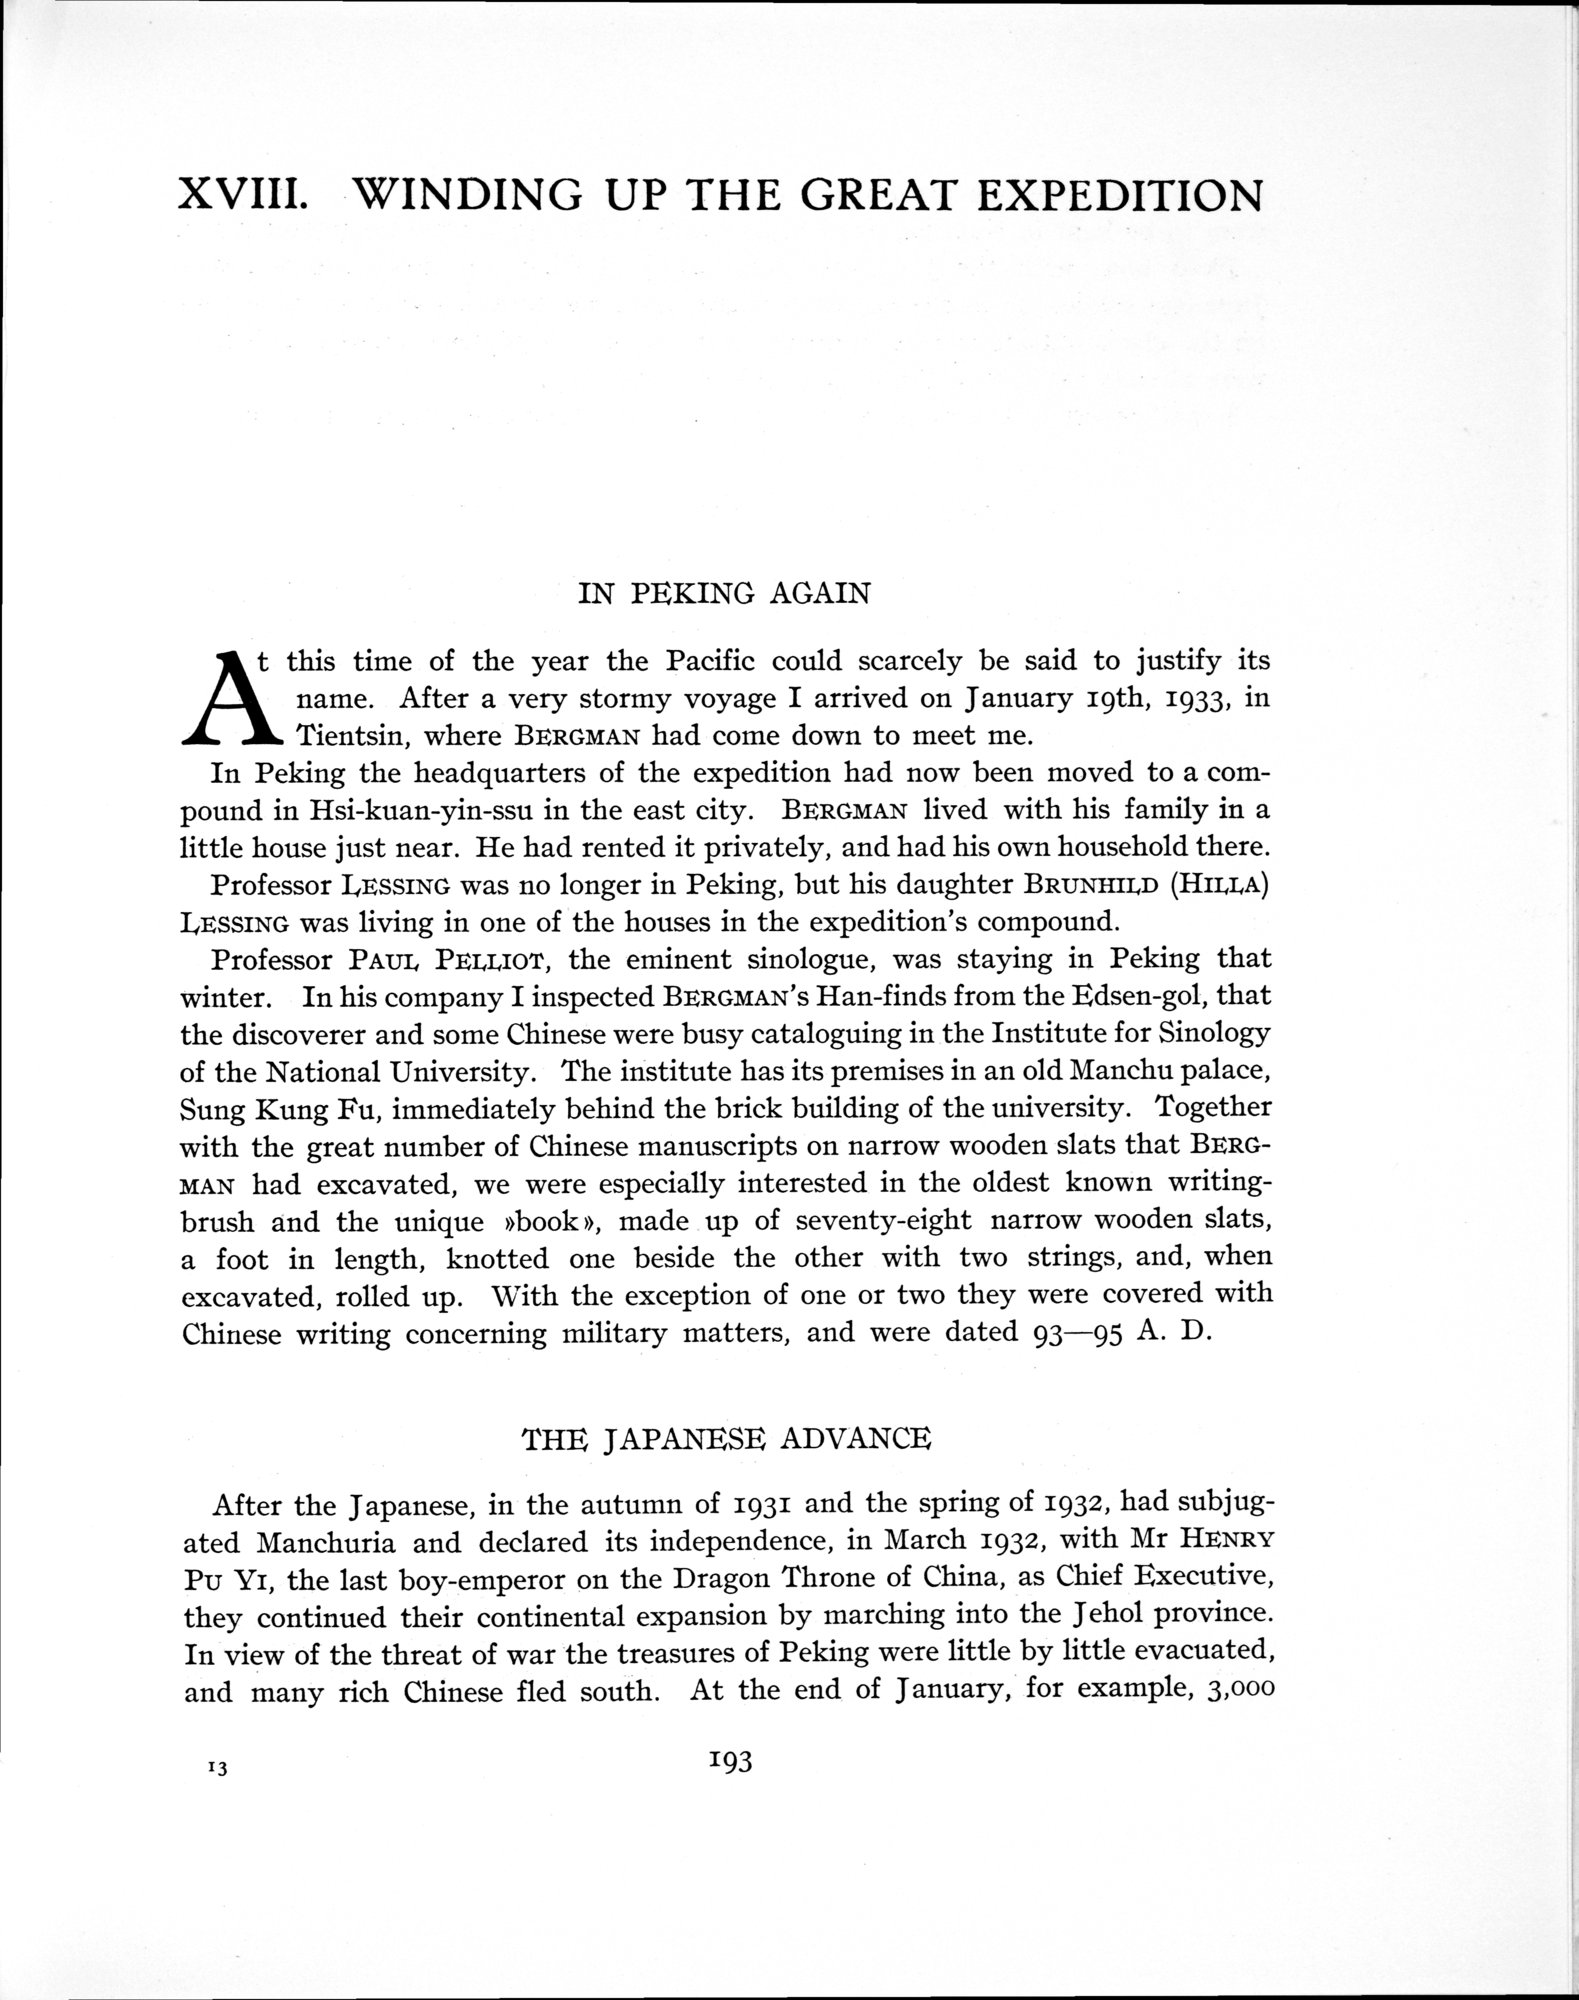 XVIII. WINDING UP THE GREAT EXPEDITION
IN PEKING AGAIN
At this time of the year the Pacific could scarcely be said to justify its
name. After a very stormy voyage I arrived on January 19th, 1933, in
Tientsin, where BERGMAN had come down to meet me.
In Peking the headquarters of the expedition had now been moved to a com-
pound in Hsi-kuan-yin-ssu in the east city. BERGMAN lived with his family in a
little house just near. He had rented it privately, and had his own household there.
Professor LESSING was no longer in Peking, but his daughter BRUNHILD (HILLA)
LESSING was living in one of the houses in the expedition's compound.
Professor PAUL PELLIOT, the eminent sinologue, was staying in Peking that
winter. In his company I inspected BERGMAN's Han-finds from the Edsen-gol, that
the discoverer and some Chinese were busy cataloguing in the Institute for Sinology
of the National University. The institute has its premises in an old Manchu palace,
Sung Kung Fu, immediately behind the brick building of the university. Together
with the great number of Chinese manuscripts on narrow wooden slats that BERG-
MAN had excavated, we were especially interested in the oldest known writing-
brush and the unique »book», made up of seventy-eight narrow wooden slats,
a foot in length, knotted one beside the other with two strings, and, when
excavated, rolled up. With the exception of one or two they were covered with
Chinese writing concerning military matters, and were dated 93—95 A. D.
THE JAPANESE ADVANCE
After the Japanese, in the autumn of 1931 and the spring of 1932, had subjug-
ated Manchuria and declared its independence, in March 1932, with Mr HENRY
PU YI, the last boy-emperor on the Dragon Throne of China, as Chief Executive,
they continued their continental expansion by marching into the Jehol province.
In view of the threat of war the treasures of Peking were little by little evacuated,
and many rich Chinese fled south. At the end of January, for example, 3,000
13 193